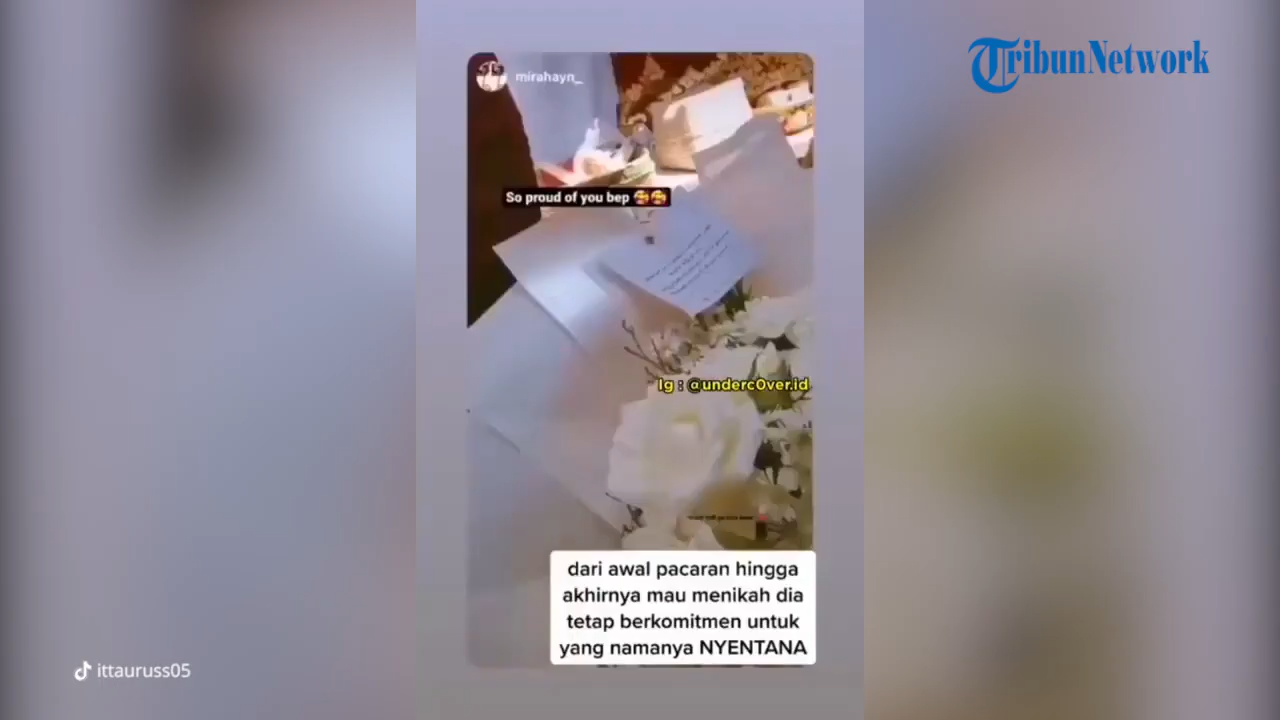 TribunNetwork
mirahayn_
So proud of you bep 🥰🥰
Ig : @undercOver.id
dari awal pacaran hingga
akhirnya mau menikah dia
tetap berkomitmen untuk
yang namanya NYENTANA
ittauruss05